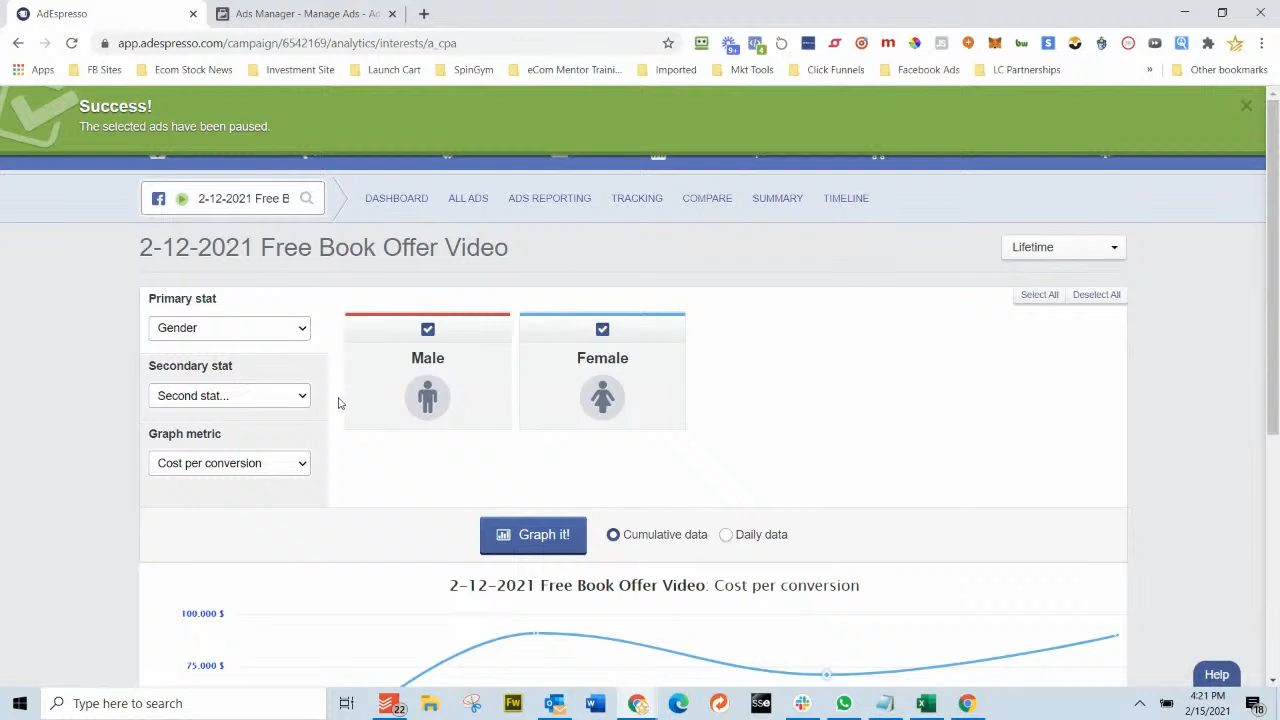 AdEspresso
Ads Manager - Manage Ads - Ad
app.adespresso.com/campaign/6542169/analytics/interests/_cpa
Apps
FB Sites
Ecom Stock News
Investment Site
Launch Cart
SpinGym
eCom Mentor Traini...
Imported
Mkt Tools
Click Funnels
Facebook Ads
LC Partnerships
»
Other bookmarks
Success!
The selected ads have been paused.
2-12-2021 Free B
DASHBOARD
ALL ADS
ADS REPORTING
TRACKING
COMPARE
SUMMARY
TIMELINE
2-12-2021 Free Book Offer Video
Lifetime
Primary stat
Select All
Deselect All
Gender
Male
Female
Secondary stat
Second stat...
Graph metric
Cost per conversion
Graph it!
Cumulative data
Daily data
2-12-2021 Free Book Offer Video: Cost per conversion
100.000 $
75.000 $
Help
Type here to search
22
Fw
SSE
4:21 PM
2/15/2021
18